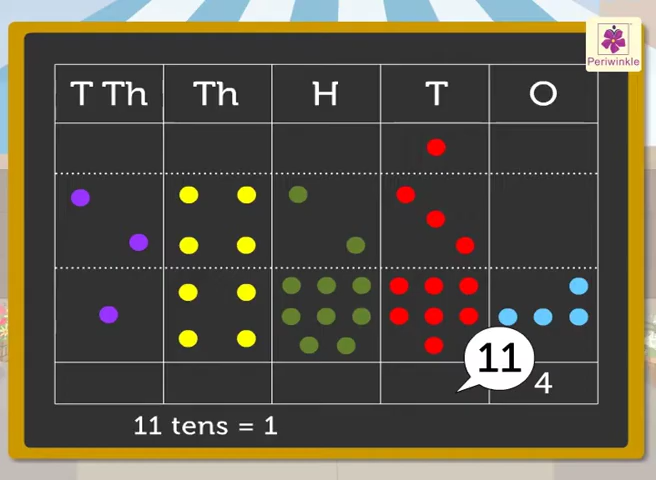 Periwinkle
T Th Th H T O
11
4
11 tens = 1